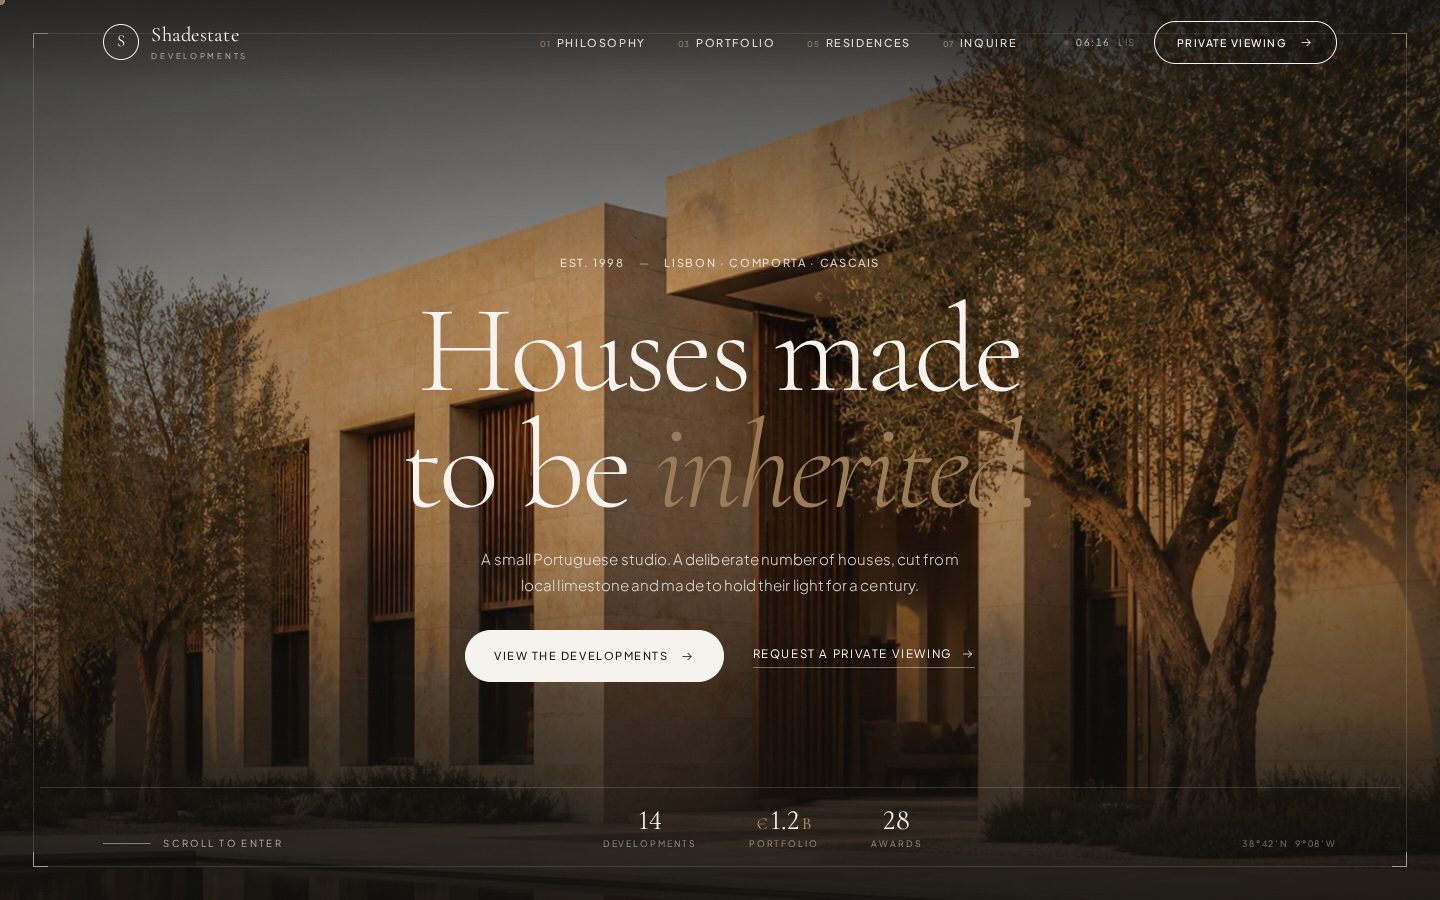 S
Shadestate
DEVELOPMENTS
01 PHILOSOPHY 03 PORTFOLIO 05 RESIDENCES 07 INQUIRE
06:16 LIS
PRIVATE VIEWING →
EST. 1998 — LISBON · COMPORTA · CASCAIS
Houses made
to be inherited.
A small Portuguese studio. A deliberate number of houses, cut from
local limestone and made to hold their light for a century.
VIEW THE DEVELOPMENTS →
REQUEST A PRIVATE VIEWING →
14
DEVELOPMENTS
€1.2B
PORTFOLIO
28
AWARDS
SCROLL TO ENTER
38°42'N 9°08'W